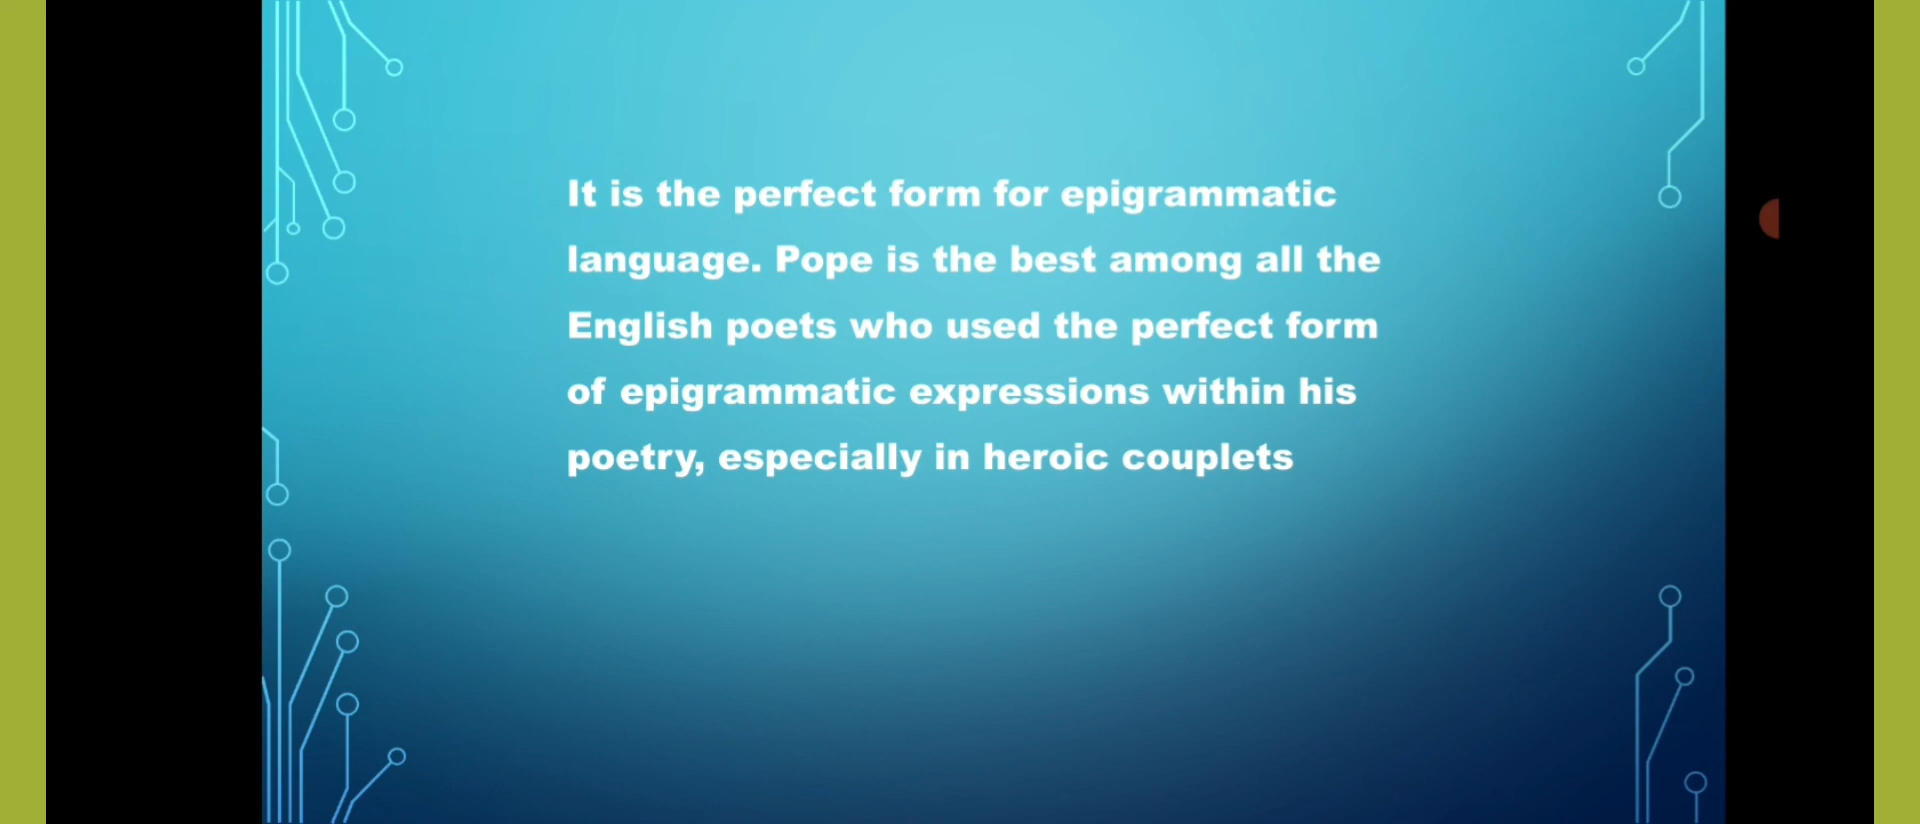 It is the perfect form for epigrammatic
language. Pope is the best among all the
English poets who used the perfect form
of epigrammatic expressions within his
poetry, especially in heroic couplets